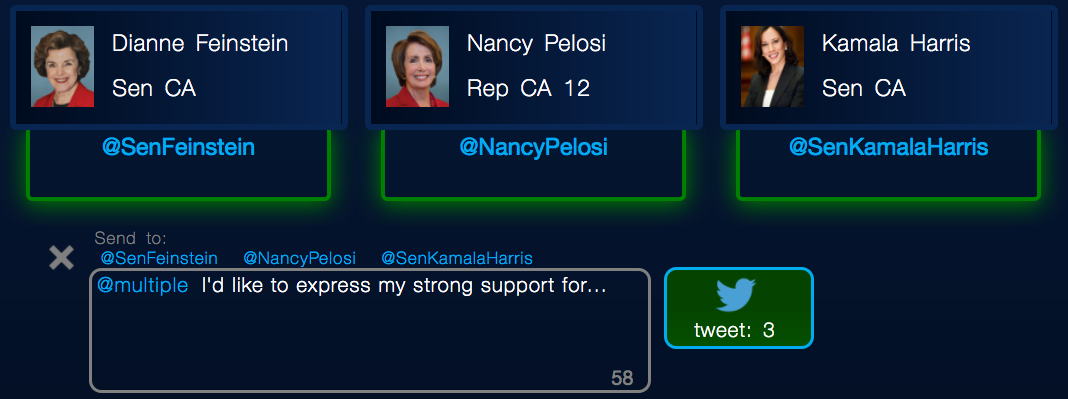 Dianne Feinstein
Sen CA
@SenFeinstein
Nancy Pelosi
Rep CA 12
@NancyPelosi
Kamala Harris
Sen CA
@SenKamalaHarris
Send to:
@SenFeinstein @NancyPelosi @SenKamalaHarris
@multiple I'd like to express my strong support for...
58
tweet: 3